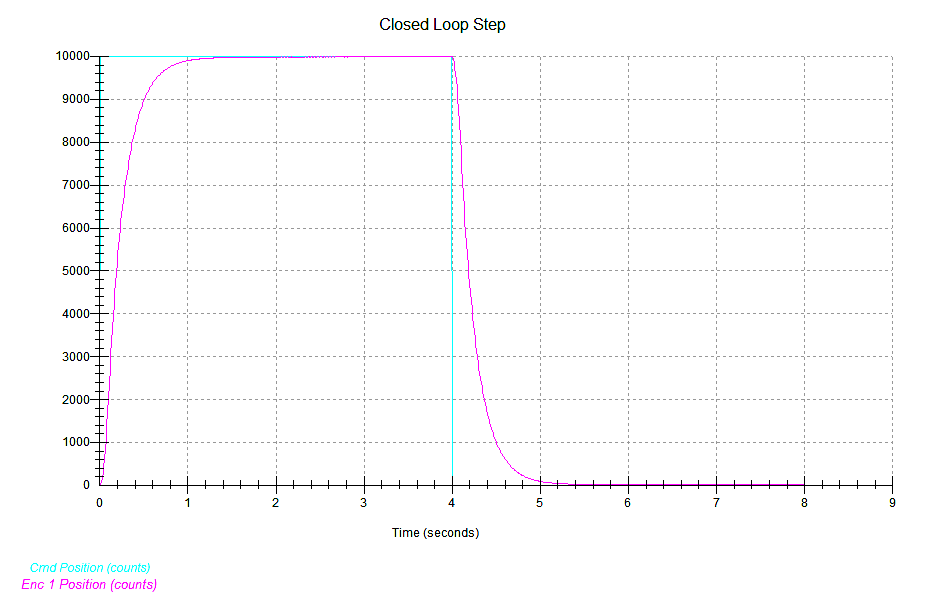 Closed Loop Step
10000
9000
8000
7000
6000
5000
4000
3000
2000
1000
0
0 1 2 3 4 5 6 7 8 9
Time (seconds)
Cmd Position (counts)
Enc 1 Position (counts)